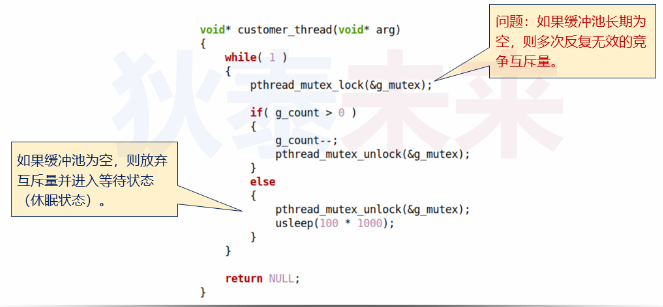 void* customer_thread(void* arg)
{
    while( 1 )
    {
        pthread_mutex_lock(&g_mutex);

        if( g_count > 0 )
        {
            g_count--;
            pthread_mutex_unlock(&g_mutex);
        }
        else
        {
            pthread_mutex_unlock(&g_mutex);
            usleep(100 * 1000);
        }
    }

    return NULL;
}
问题：如果缓冲池长期为
空，则多次反复无效的竞
争互斥量。
如果缓冲池为空，则放弃
互斥量并进入等待状态
（休眠状态）。
狄泰未来